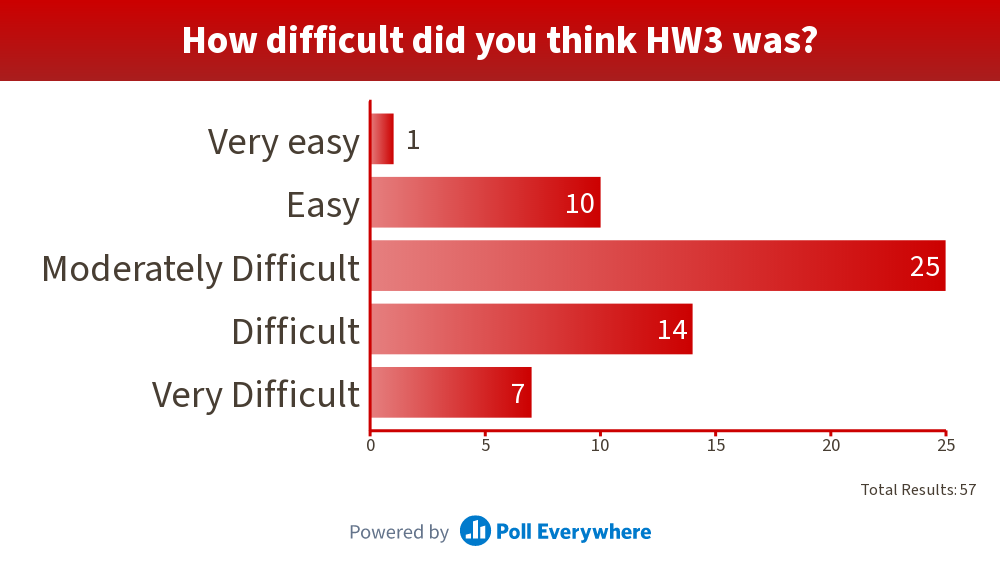 How difficult did you think HW3 was?
Very easy 1
Easy 10
Moderately Difficult 25
Difficult 14
Very Difficult 7
0 5 10 15 20 25
Total Results: 57
Powered by Poll Everywhere